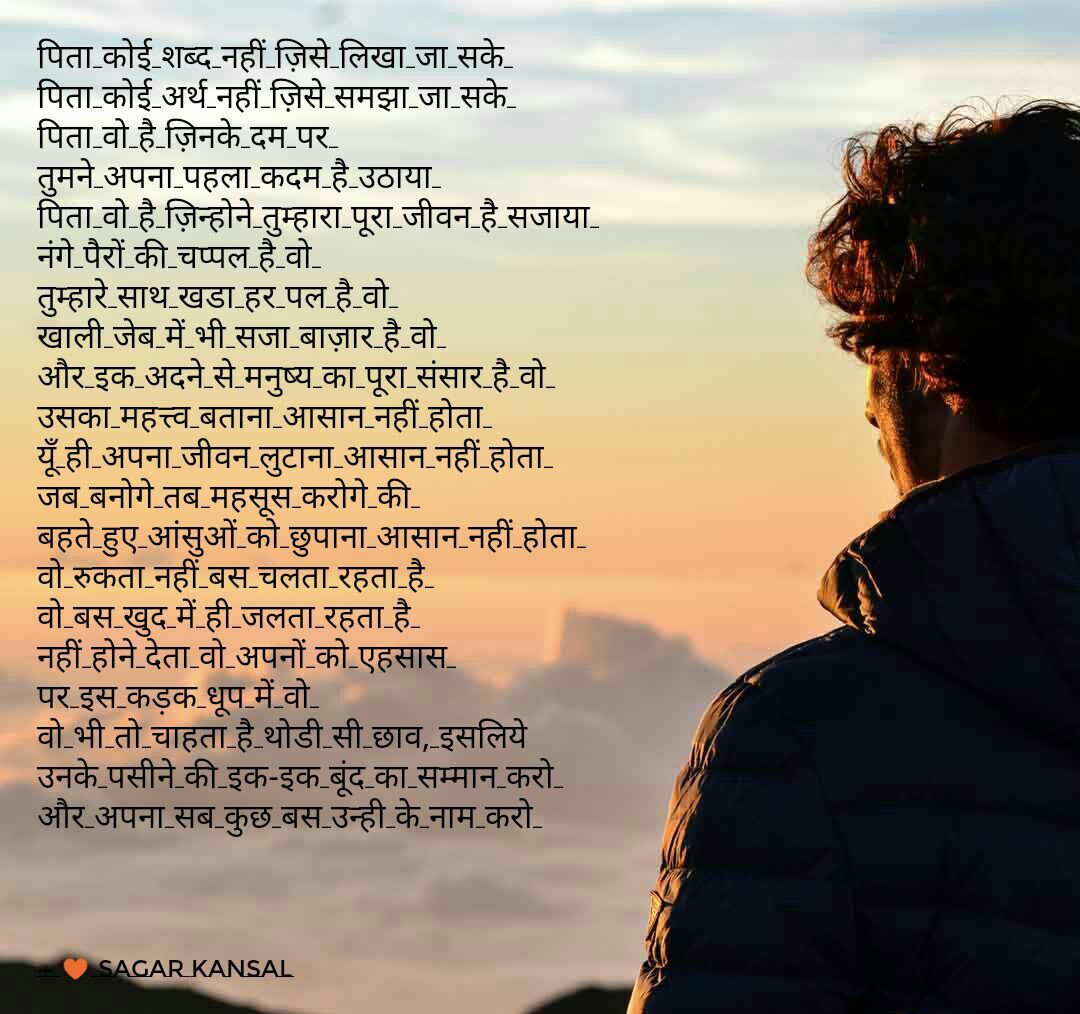 पिता_कोई_शब्द_नहीं_ज़िसे_लिखा_जा_सके_
पिता_कोई_अर्थ_नहीं_ज़िसे_समझा_जा_सके_
पिता_वो_है_ज़िनके_दम_पर_
तुमने_अपना_पहला_कदम_है_उठाया_
पिता_वो_है_ज़िन्होने_तुम्हारा_पूरा_जीवन_है_सजाया_
नंगे_पैरों_की_चप्पल_है_वो_
तुम्हारे_साथ_खडा_हर_पल_है_वो_
खाली_जेब_में_भी_सजा_बाज़ार_है_वो_
और_इक_अदने_से_मनुष्य_का_पूरा_संसार_है_वो_
उसका_महत्त्व_बताना_आसान_नहीं_होता_
यूँ_ही_अपना_जीवन_लुटाना_आसान_नहीं_होता_
जब_बनोगे_तब_महसूस_करोगे_की_
बहते_हुए_आंसुओं_को_छुपाना_आसान_नहीं_होता_
वो_रुकता_नहीं_बस_चलता_रहता_है_
वो_बस_खुद_में_ही_जलता_रहता_है_
नहीं_होने_देता_वो_अपनों_को_एहसास_
पर_इस_कड़क_धूप_में_वो_
वो_भी_तो_चाहता_है_थोडी_सी_छाव,_इसलिये
उनके_पसीने_की_इक-इक_बूंद_का_सम्मान_करो_
और_अपना_सब_कुछ_बस_उन्ही_के_नाम_करो_
- 🧡 SAGAR KANSAL